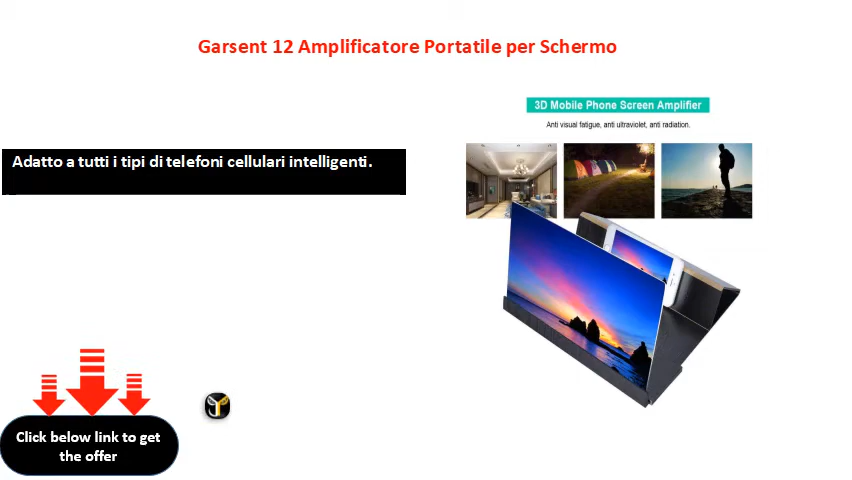 Garsent 12 Amplificatore Portatile per Schermo
3D Mobile Phone Screen Amplifier
Anti visual fatigue, anti ultraviolet, anti radiation.
Adatto a tutti i tipi di telefoni cellulari intelligenti.
Click below link to get
the offer